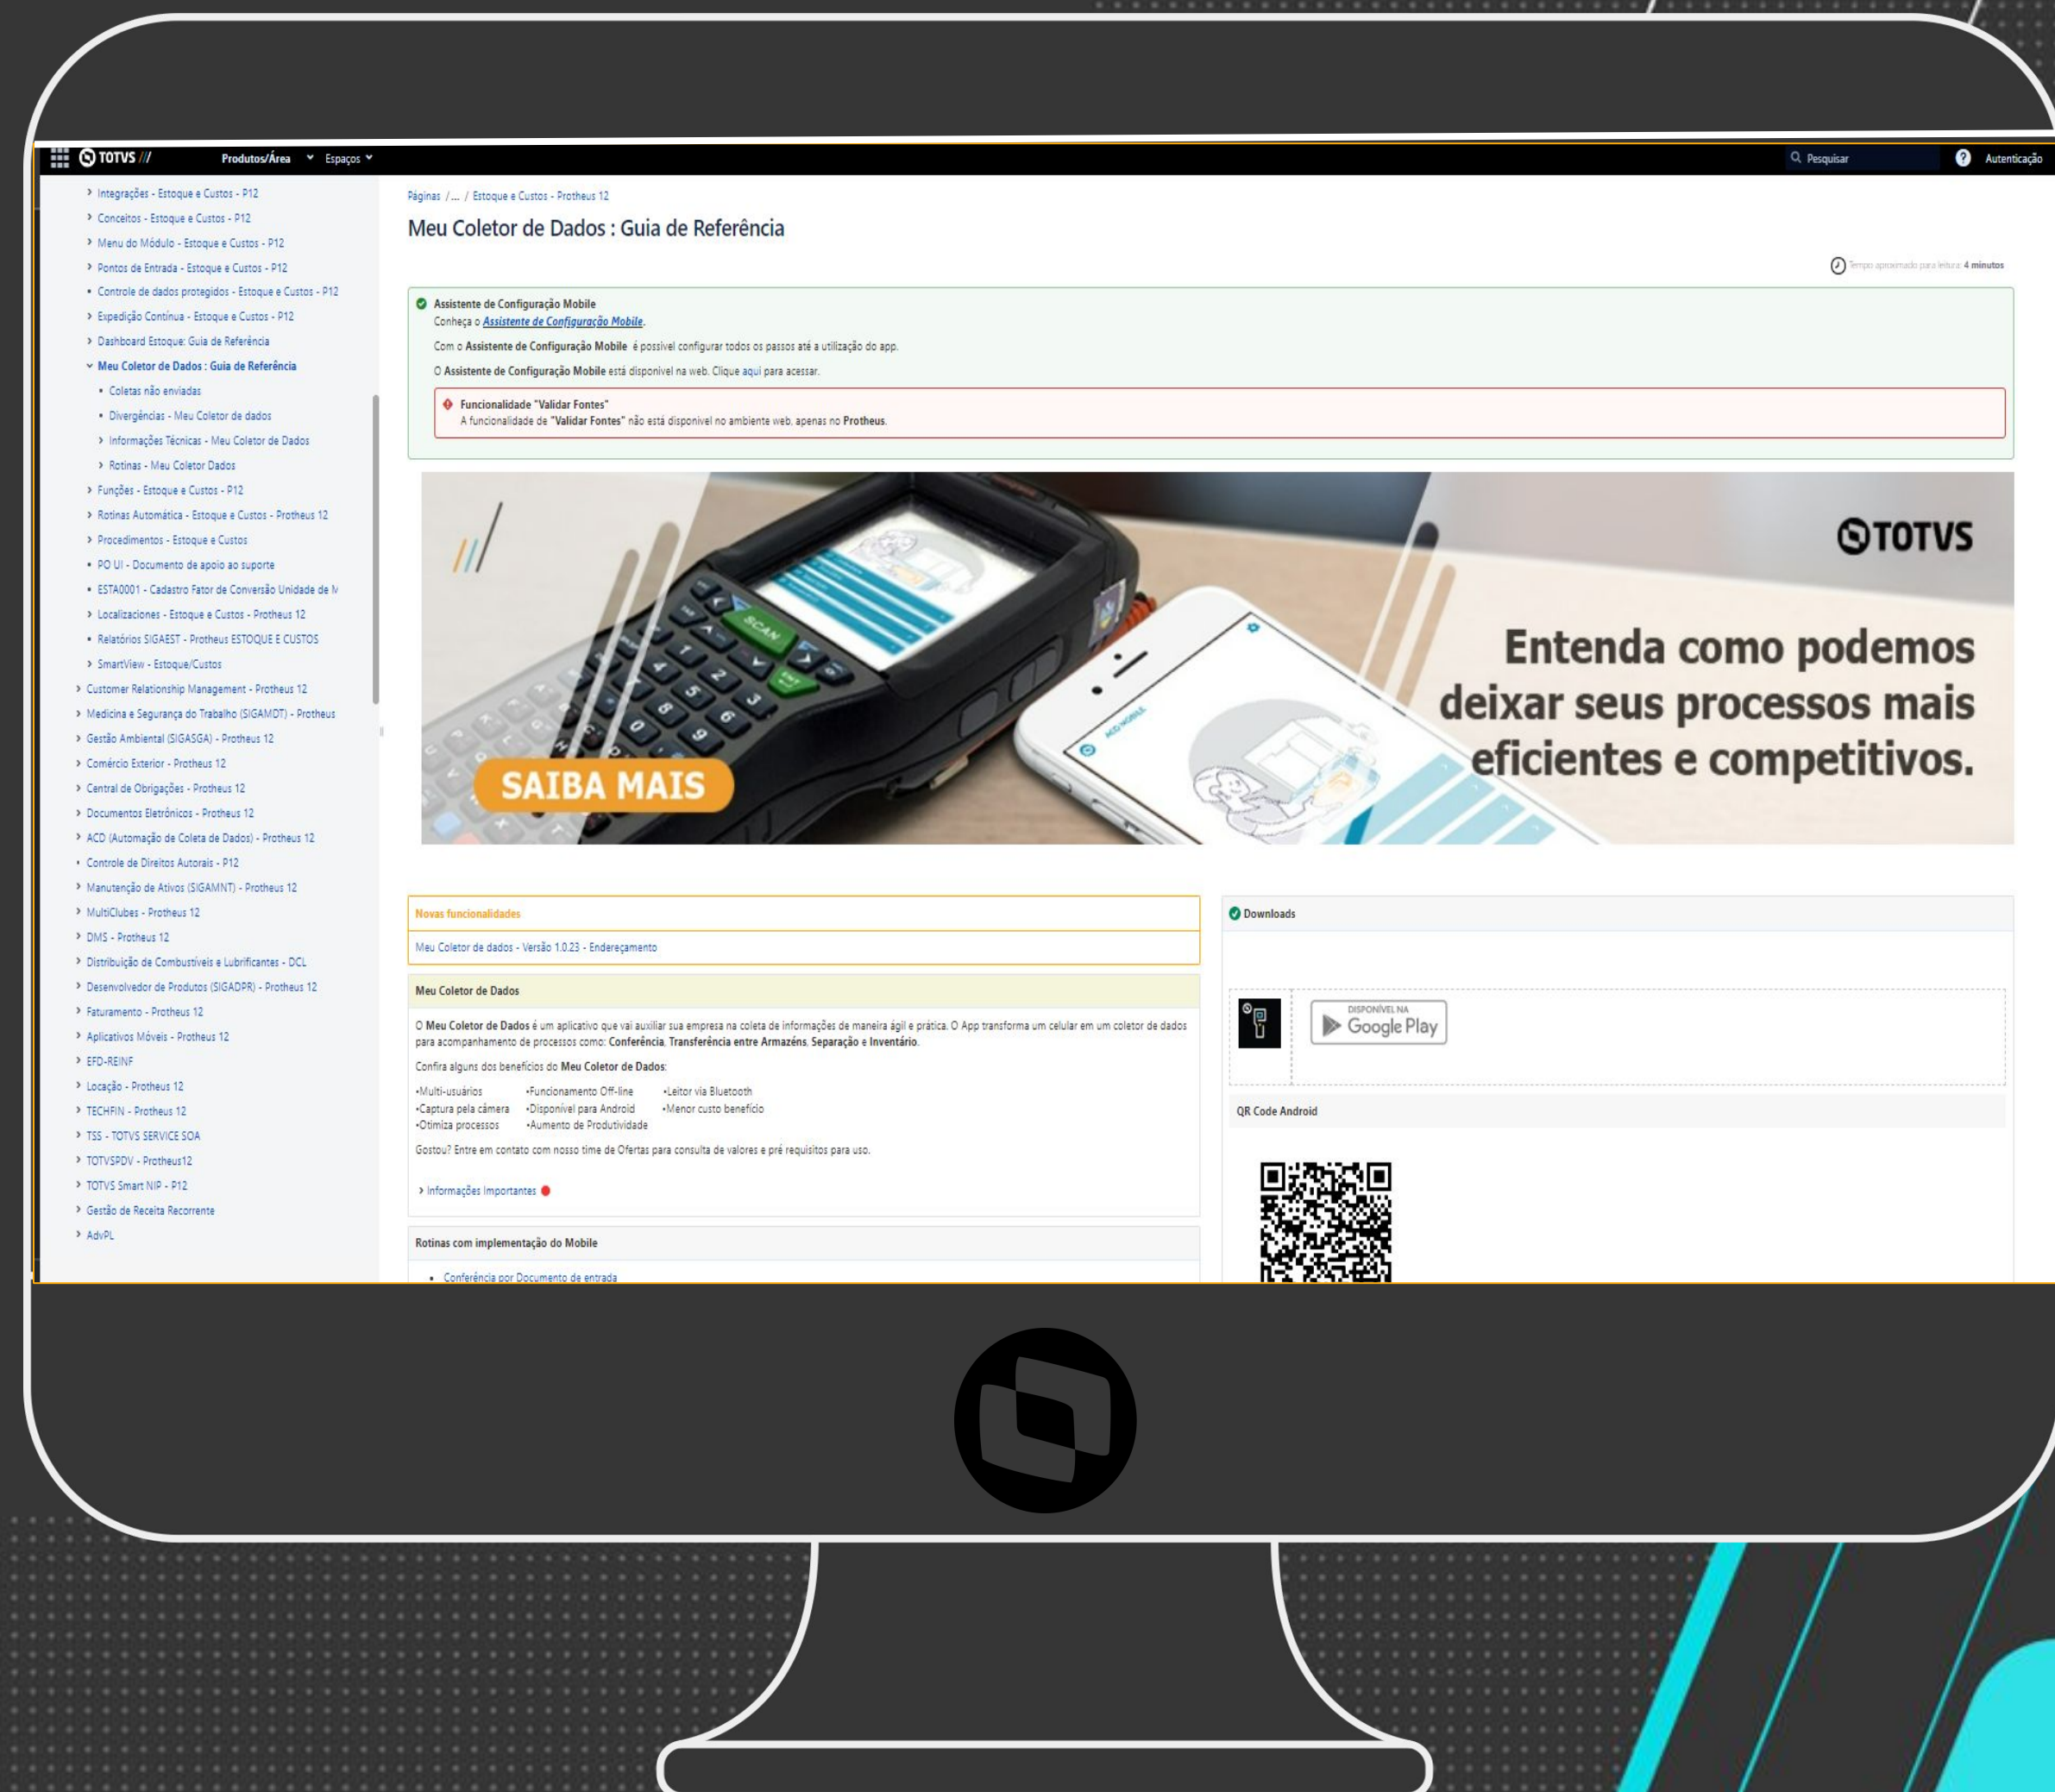 TOTVS ///
Produtos/Área
Espaços
Pesquisar
Autenticação
Integrações - Estoque e Custos - P12
Conceitos - Estoque e Custos - P12
Menu do Módulo - Estoque e Custos - P12
Pontos de Entrada - Estoque e Custos - P12
Controle de dados protegidos - Estoque e Custos - P12
Expedição Contínua - Estoque e Custos - P12
Dashboard Estoque: Guia de Referência
Meu Coletor de Dados : Guia de Referência
Coletas não enviadas
Divergências - Meu Coletor de dados
Informações Técnicas - Meu Coletor de Dados
Rotinas - Meu Coletor Dados
Funções - Estoque e Custos - P12
Rotinas Automática - Estoque e Custos - Protheus 12
Procedimentos - Estoque e Custos
PO UI - Documento de apoio ao suporte
ESTA0001 - Cadastro Fator de Conversão Unidade de
Localizaciones - Estoque e Custos - Protheus 12
Relatórios SIGAEST - Protheus ESTOQUE E CUSTOS
SmartView - Estoque/Custos
Customer Relationship Management - Protheus 12
Medicina e Segurança do Trabalho (SIGAMDT) - Protheus
Gestão Ambiental (SIGASGA) - Protheus 12
Comércio Exterior - Protheus 12
Central de Obrigações - Protheus 12
Documentos Eletrônicos - Protheus 12
ACD (Automação de Coleta de Dados) - Protheus 12
Controle de Direitos Autorais - P12
Manutenção de Ativos (SIGAMNT) - Protheus 12
MultiClubes - Protheus 12
DMS - Protheus 12
Distribuição de Combustíveis e Lubrificantes - DCL
Desenvolvedor de Produtos (SIGADPR) - Protheus 12
Faturamento - Protheus 12
Aplicativos Móveis - Protheus 12
EFD-REINF
Locação - Protheus 12
TECHFIN - Protheus 12
TSS - TOTVS SERVICE SOA
TOTVSPDV - Protheus12
TOTVS Smart NIP - P12
Gestão de Receita Recorrente
AdvPL
Páginas /... / Estoque e Custos - Protheus 12
Meu Coletor de Dados : Guia de Referência
Tempo aproximado para leitura: 4 minutos
Assistente de Configuração Mobile
Conheça o Assistente de Configuração Mobile.
Com o Assistente de Configuração Mobile é possivel configurar todos os passos até a utilização do app.
O Assistente de Configuração Mobile está disponivel na web. Clique aqui para acessar.
Funcionalidade "Validar Fontes"
A funcionalidade de "Validar Fontes" não está disponivel no ambiente web, apenas no Protheus.
TOTVS
Entenda como podemos
deixar seus processos mais
eficientes e competitivos.
SCAN
ACD MOBILE
SAIBA MAIS
Novas funcionalidades
Meu Coletor de dados - Versão 1.0.23 - Endereçamento
Meu Coletor de Dados
O Meu Coletor de Dados é um aplicativo que vai auxiliar sua empresa na coleta de informações de maneira ágil e prática. O App transforma um celular em um coletor de dados
para acompanhamento de processos como: Conferência, Transferência entre Armazéns, Separação e Inventário.
Confira alguns dos benefícios do Meu Coletor de Dados:
•Multi-usuários •Funcionamento Off-line •Leitor via Bluetooth
•Captura pela câmera •Disponível para Android •Menor custo benefício
•Otimiza processos •Aumento de Produtividade
Gostou? Entre em contato com nosso time de Ofertas para consulta de valores e pré requisitos para uso.
Informações Importantes
Rotinas com implementação do Mobile
Conferência por Documento de entrada
Downloads
DISPONÍVEL NA
Google Play
QR Code Android